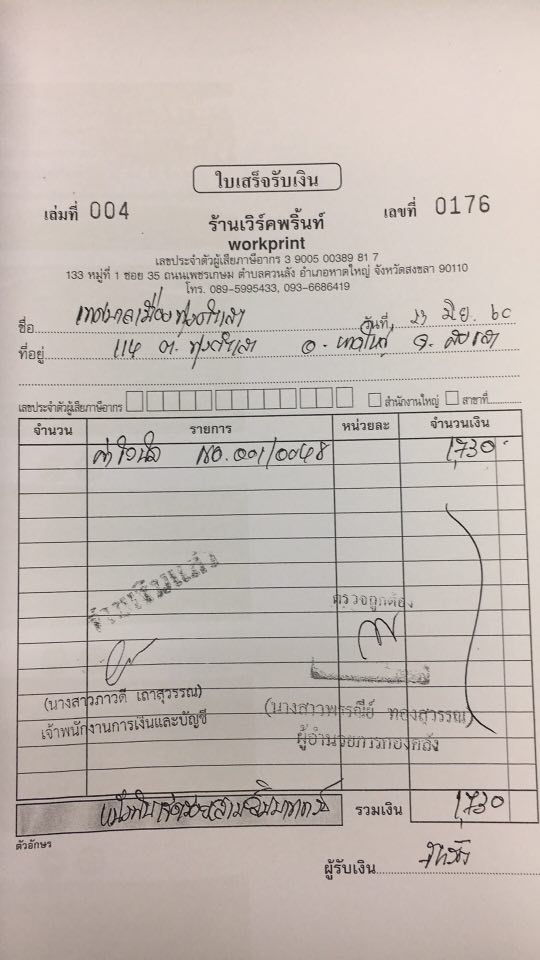 ใบเสร็จรับเงิน
เล่มที่ 004
เลขที่ 0176
ร้านเวิร์คพริ้นท์
workprint
เลขประจำตัวผู้เสียภาษีอากร 3 9005 00389 81 7
133 หมู่ที่ 1 ซอย 35 ถนนเพชรเกษม ตำบลควนลัง อำเภอหาดใหญ่ จังหวัดสงขลา 90110
โทร. 089-5995433, 093-6686419
ชื่อ เทศบาลเมืองทุ่งตำเสา วันที่ 23 มิย. 60
ที่อยู่ 114 ต. ทุ่งตำเสา อ. หาดใหญ่ จ. สงขลา
เลขประจำตัวผู้เสียภาษีอากร สำนักงานใหญ่ สาขาที่
จำนวน รายการ หน่วยละ จำนวนเงิน
001/0048 1,730 -
จ่ายเงินแล้ว
ตรวจถูกต้อง
(นางสาวภาวดี เถาสุวรรณ)
เจ้าพนักงานการเงินและบัญชี
(นางสาวพรรณีย์ ทองสุวรรณ)
ผู้อำนวยการกองคลัง
หนึ่งพันเจ็ดร้อยสามสิบบาทถ้วน รวมเงิน 1,730
ตัวอักษร
ผู้รับเงิน